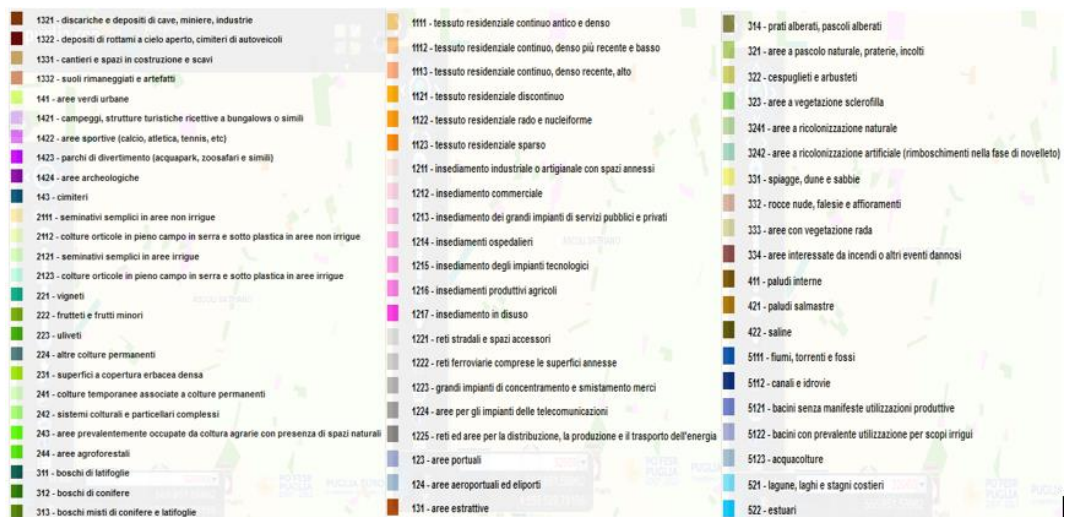 1321 - discariche e depositi di cave, miniere, industrie
1322 - depositi di rottami a cielo aperto, cimiteri di autoveicoli
1331 - cantieri e spazi in costruzione e scavi
1332 - suoli rimaneggiati e artefatti
141 - aree verdi urbane
1421 - campeggi, strutture turistiche ricettive a bungalows o simili
1422 - aree sportive (calcio, atletica, tennis, etc)
1423 - parchi di divertimento (acquapark, zoosafari e simili)
1424 - aree archeologiche
143 - cimiteri
2111 - seminativi semplici in aree non irrigue
2112 - colture orticole in pieno campo in serra e sotto plastica in aree non irrigue
2121 - seminativi semplici in aree irrigue
2123 - colture orticole in pieno campo in serra e sotto plastica in aree irrigue
221 - vigneti
222 - frutteti e frutti minori
223 - uliveti
224 - altre colture permanenti
231 - superfici a copertura erbacea densa
241 - colture temporanee associate a colture permanenti
242 - sistemi colturali e particellari complessi
243 - aree prevalentemente occupate da coltura agrarie con presenza di spazi naturali
244 - aree agroforestali
311 - boschi di latifoglie
312 - boschi di conifere
313 - boschi misti di conifere e latifoglie
1111 - tessuto residenziale continuo antico e denso
1112 - tessuto residenziale continuo, denso più recente e basso
1113 - tessuto residenziale continuo, denso recente, alto
1121 - tessuto residenziale discontinuo
1122 - tessuto residenziale rado e nucleiforme
1123 - tessuto residenziale sparso
1211 - insediamento industriale o artigianale con spazi annessi
1212 - insediamento commerciale
1213 - insediamento dei grandi impianti di servizi pubblici e privati
1214 - insediamenti ospedalieri
1215 - insediamento degli impianti tecnologici
1216 - insediamenti produttivi agricoli
1217 - insediamento in disuso
1221 - reti stradali e spazi accessori
1222 - reti ferroviarie comprese le superfici annesse
1223 - grandi impianti di concentramento e smistamento merci
1224 - aree per gli impianti delle telecomunicazioni
1225 - reti ed aree per la distribuzione, la produzione e il trasporto dell'energia
123 - aree portuali
124 - aree aeroportuali ed eliporti
131 - aree estrattive
314 - prati alberati, pascoli alberati
321 - aree a pascolo naturale, praterie, incolti
322 - cespuglieti e arbusteti
323 - aree a vegetazione sclerofilla
3241 - aree a ricolonizzazione naturale
3242 - aree a ricolonizzazione artificiale (rimboschimenti nella fase di novelleto)
331 - spiagge, dune e sabbie
332 - rocce nude, falesie e affioramenti
333 - aree con vegetazione rada
334 - aree interessate da incendi o altri eventi dannosi
411 - paludi interne
421 - paludi salmastre
422 - saline
5111 - fiumi, torrenti e fossi
5112 - canali e idrovie
5121 - bacini senza manifeste utilizzazioni produttive
5122 - bacini con prevalente utilizzazione per scopi irrigui
5123 - acquacolture
521 - lagune, laghi e stagni costieri
522 - estuari